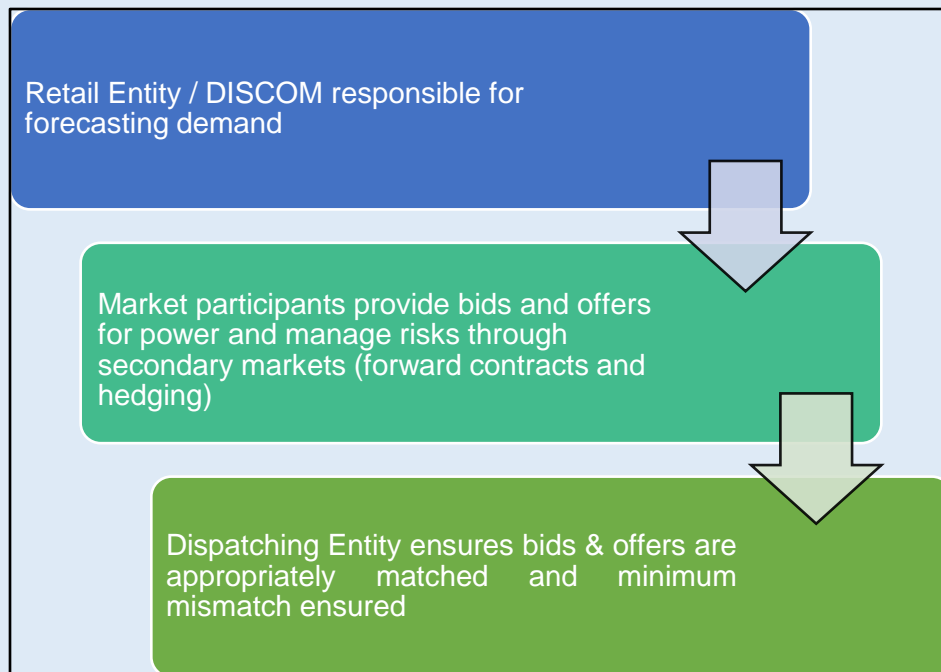 Retail Entity / DISCOM responsible for
forecasting demand
Market participants provide bids and offers
for power and manage risks through
secondary markets (forward contracts and
hedging)
Dispatching Entity ensures bids & offers are
appropriately matched and minimum
mismatch ensured